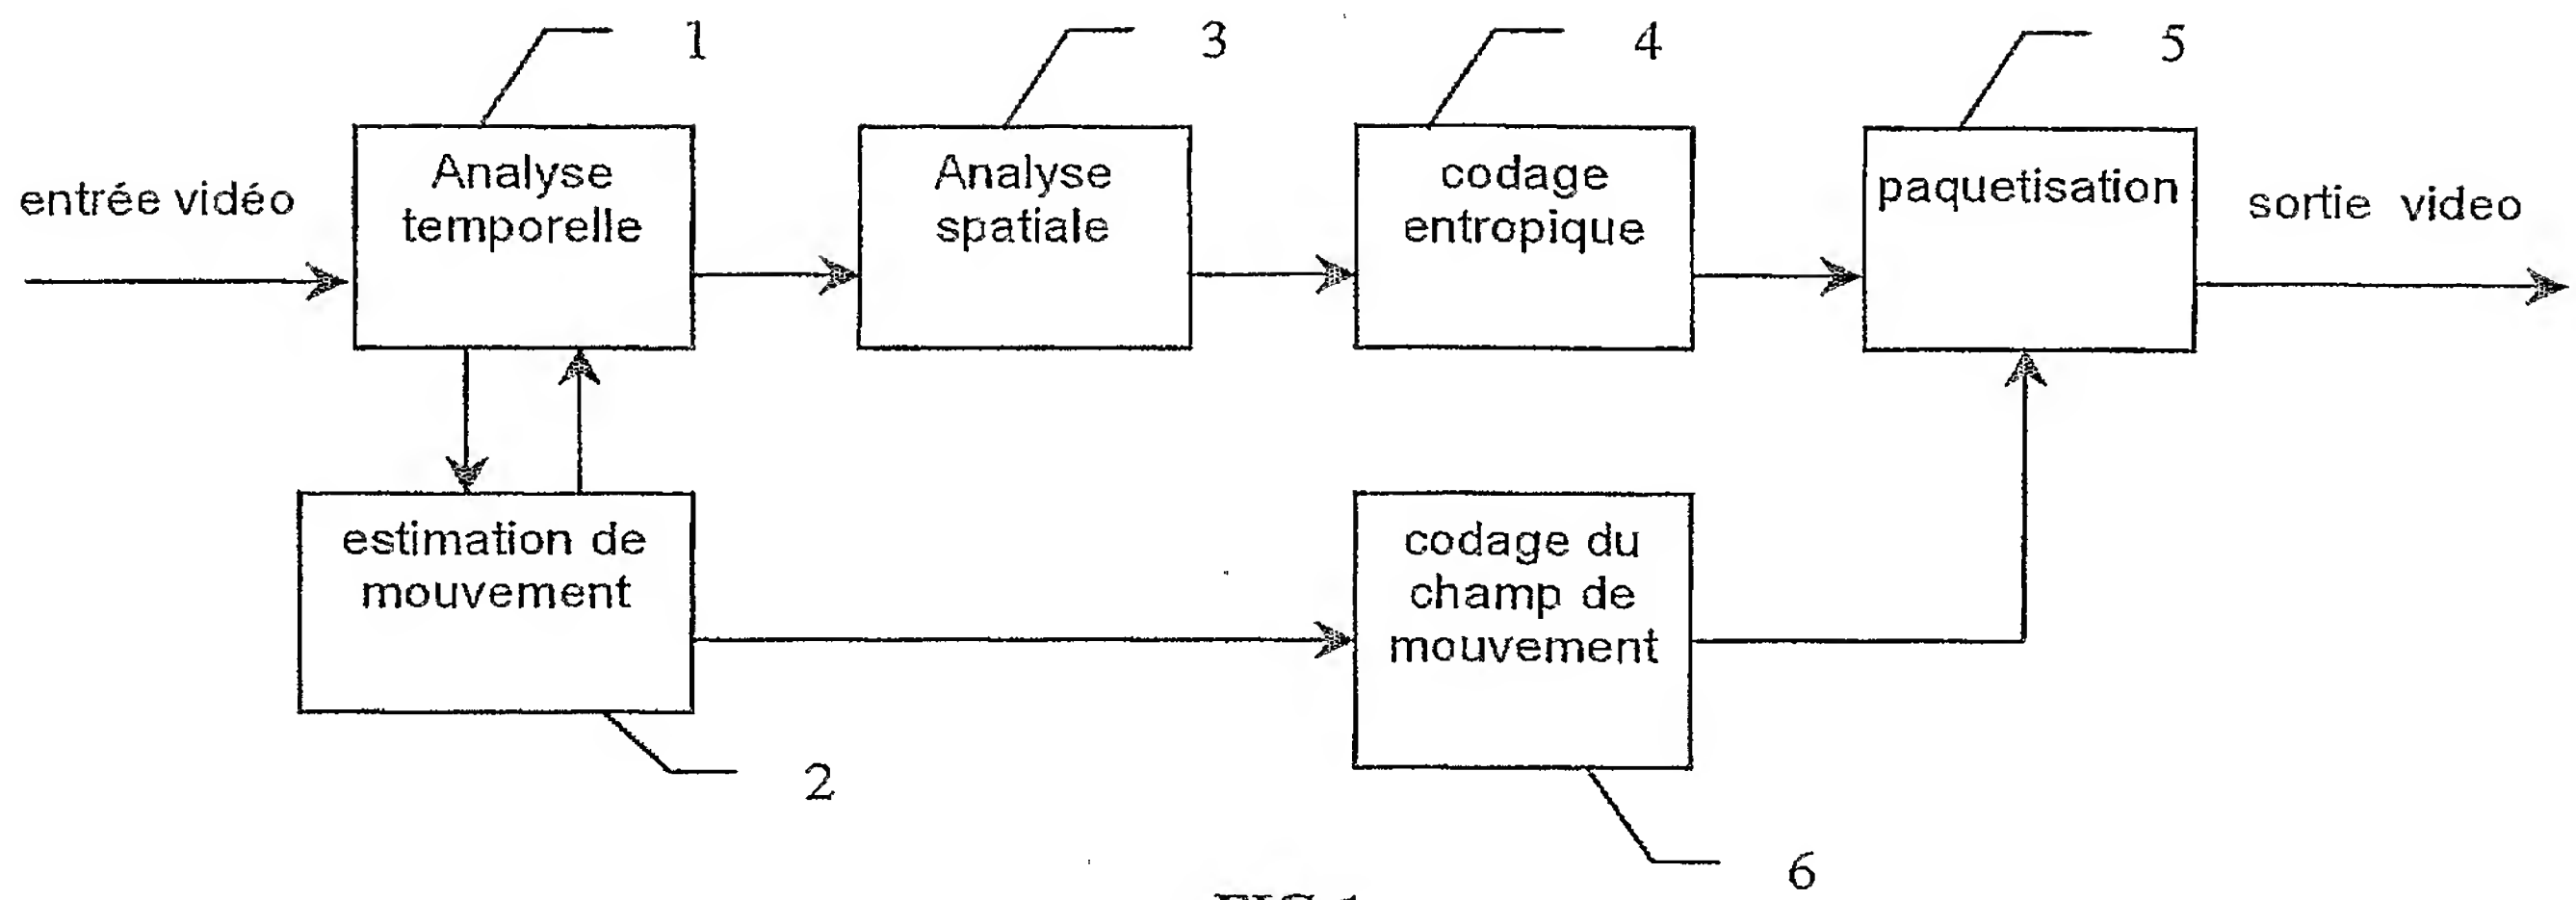 1
3
4
5
entrée vidéo
Analyse
temporelle
Analyse
spatiale
codage
entropique
paquetisation
sortie video
estimation de
mouvement
codage du
champ de
mouvement
2
6